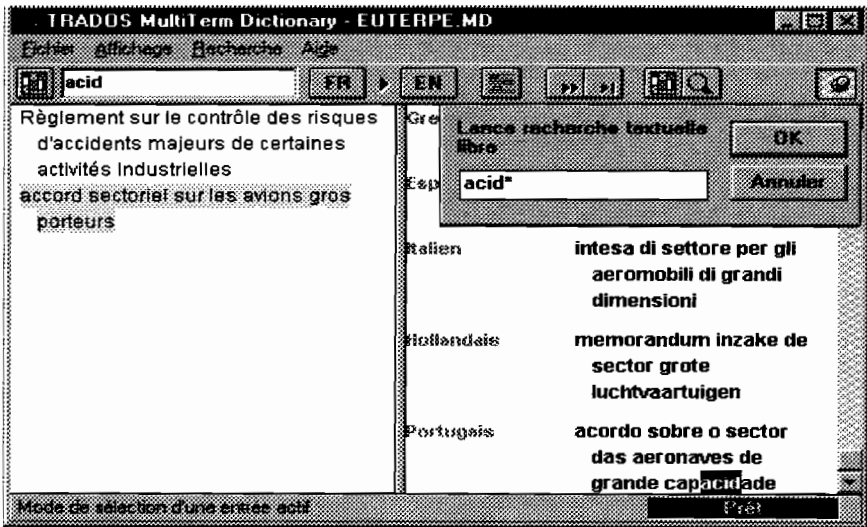 TRADOS MultiTerm Dictionary - EUTERPE.MD
Fichier Affichage Recherche Aide
acid FR EN
Règlement sur le contrôle des risques
d'accidents majeurs de certaines
activités Industrielles
accord sectoriel sur les avions gros
porteurs
Gre
Esp
Lance recherche textuelle
libre
OK
acid*
Annuler
Italien
intesa di settore per gli
aeromobili di grandi
dimensioni
Hollandais
memorandum inzake de
sector grote
luchtvaartuigen
Portugais
acordo sobre o sector
das aeronaves de
grande capacidade
Mode de sélection d'une entrée actif
Prêt